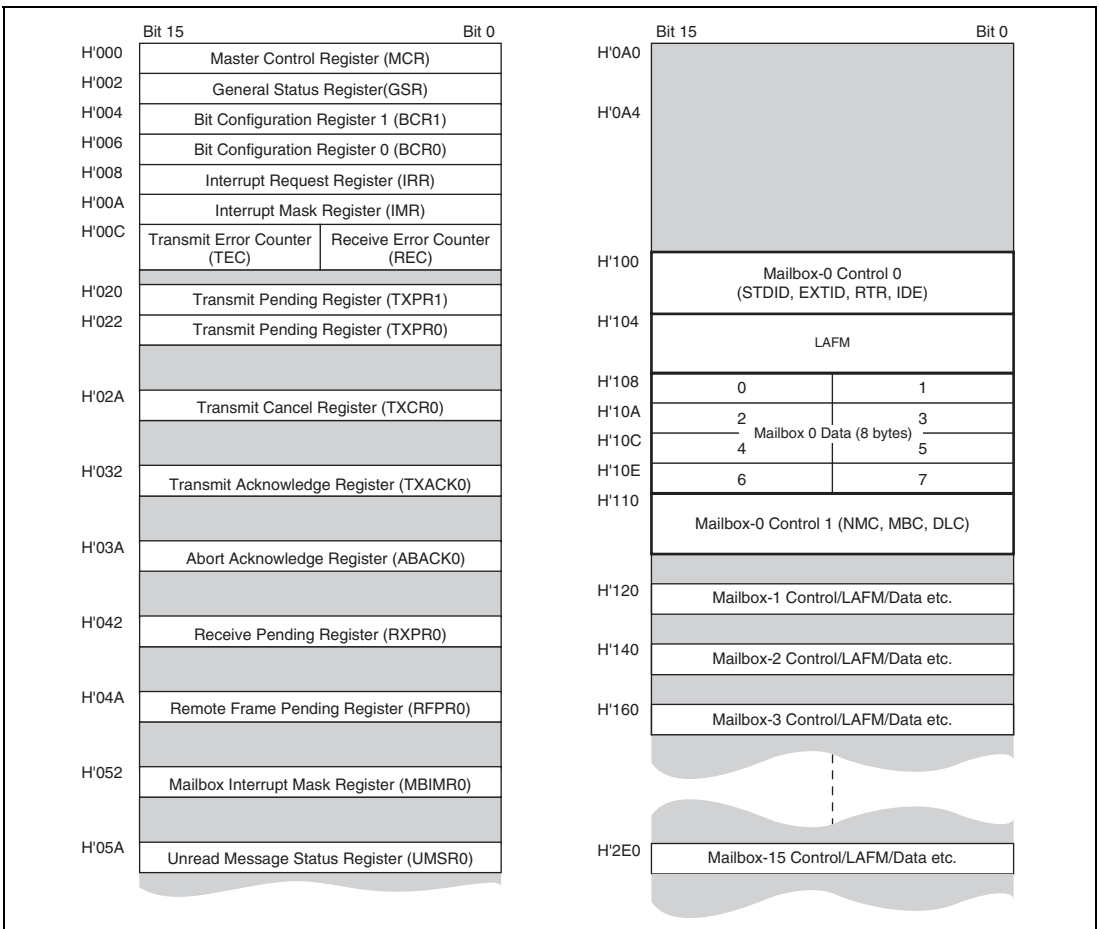 Bit 15 Bit 0
H'000 Master Control Register (MCR)
H'002 General Status Register(GSR)
H'004 Bit Configuration Register 1 (BCR1)
H'006 Bit Configuration Register 0 (BCR0)
H'008 Interrupt Request Register (IRR)
H'00A Interrupt Mask Register (IMR)
H'00C Transmit Error Counter (TEC) Receive Error Counter (REC)
H'020 Transmit Pending Register (TXPR1)
H'022 Transmit Pending Register (TXPR0)
H'02A Transmit Cancel Register (TXCR0)
H'032 Transmit Acknowledge Register (TXACK0)
H'03A Abort Acknowledge Register (ABACK0)
H'042 Receive Pending Register (RXPR0)
H'04A Remote Frame Pending Register (RFPR0)
H'052 Mailbox Interrupt Mask Register (MBIMR0)
H'05A Unread Message Status Register (UMSR0)
Bit 15 Bit 0
H'0A0
H'0A4
H'100 Mailbox-0 Control 0
(STDID, EXTID, RTR, IDE)
H'104 LAFM
H'108 0 1
H'10A 2 3
Mailbox 0 Data (8 bytes)
H'10C 4 5
H'10E 6 7
H'110 Mailbox-0 Control 1 (NMC, MBC, DLC)
H'120 Mailbox-1 Control/LAFM/Data etc.
H'140 Mailbox-2 Control/LAFM/Data etc.
H'160 Mailbox-3 Control/LAFM/Data etc.
H'2E0 Mailbox-15 Control/LAFM/Data etc.